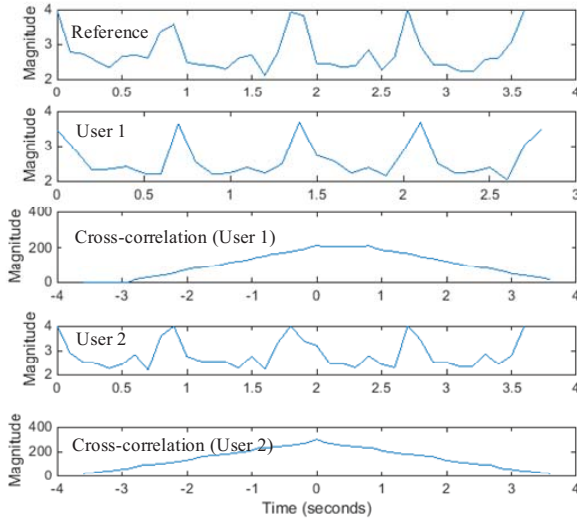 4
3
2
Magnitude
Reference
0 0.5 1 1.5 2 2.5 3 3.5 4
4
3
2
Magnitude
User 1
0 0.5 1 1.5 2 2.5 3
400
200
0
Magnitude
Cross-correlation (User 1)
-4 -3 -2 -1 0 1 2 3 4
4
3
2
Magnitude
User 2
0 0.5 1 1.5 2 2.5 3 3.5 4
400
200
0
Magnitude
Cross-correlation (User 2)
-4 -3 -2 -1 0 1 2 3 4
Time (seconds)